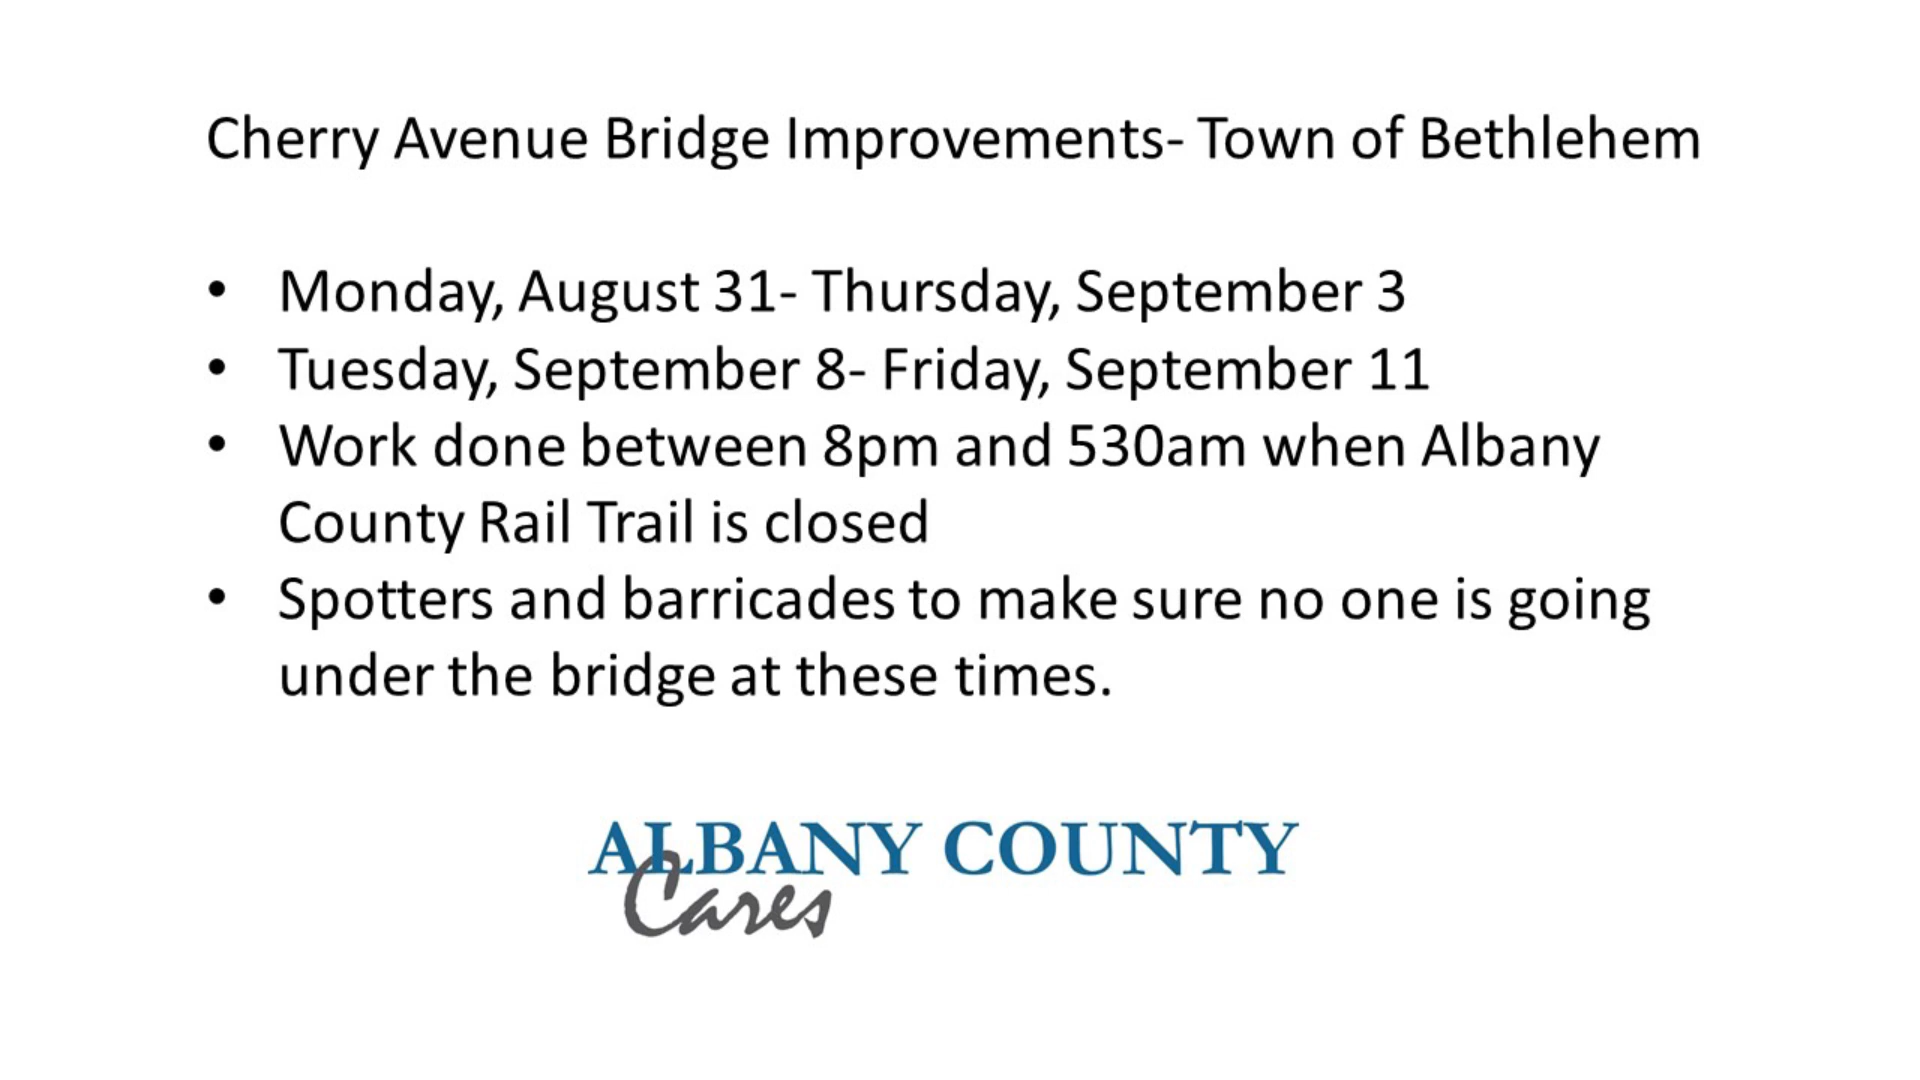 Cherry Avenue Bridge Improvements- Town of Bethlehem
• Monday, August 31- Thursday, September 3
• Tuesday, September 8- Friday, September 11
• Work done between 8pm and 530am when Albany
County Rail Trail is closed
• Spotters and barricades to make sure no one is going
under the bridge at these times.
ALBANY COUNTY
Cares